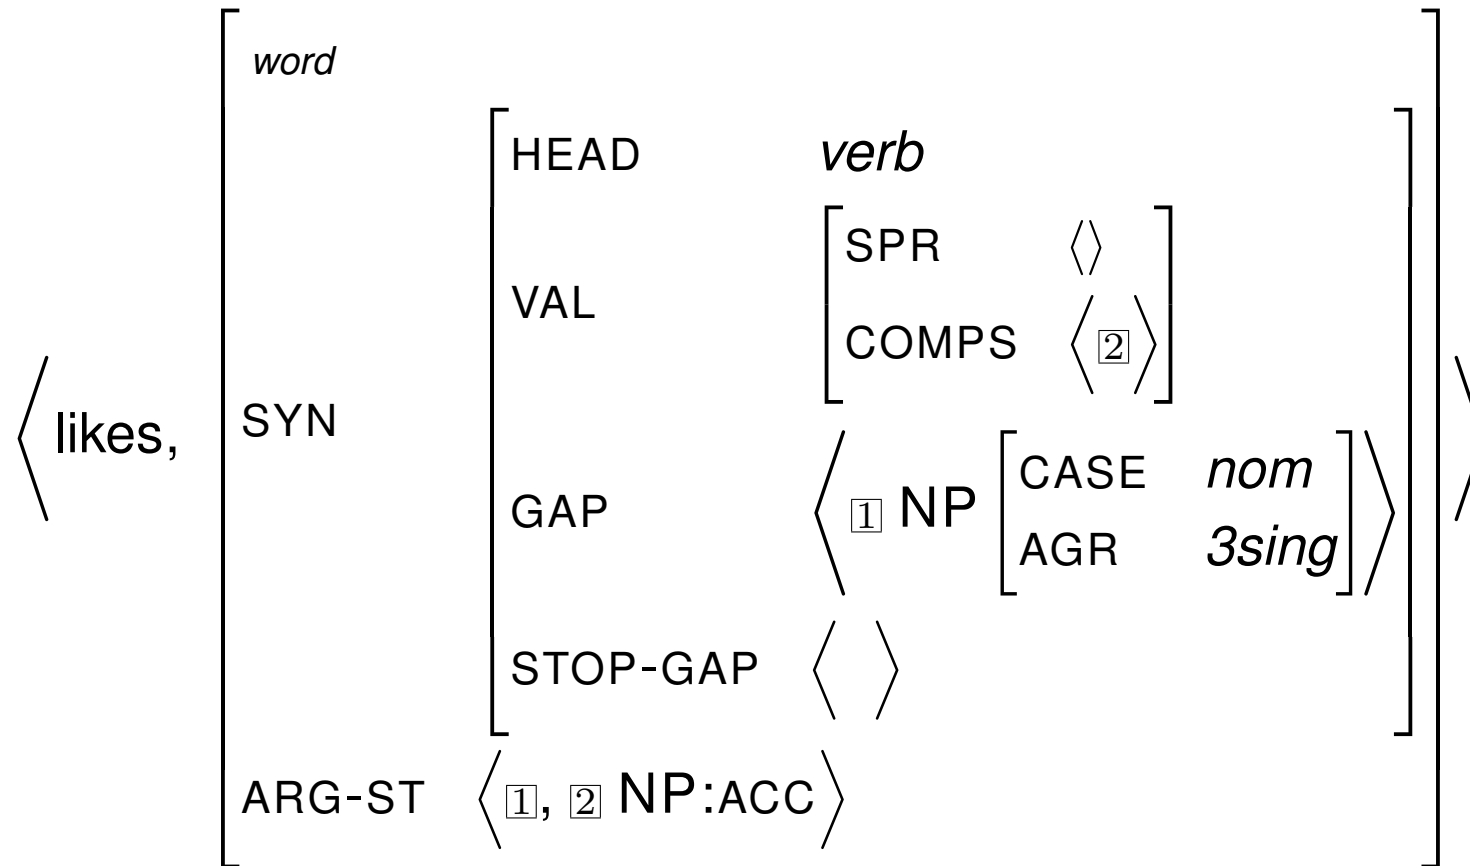 word
HEAD verb
SPR ⟨⟩
VAL
COMPS ⟨2⟩
⟨likes, SYN
GAP ⟨1 NP [CASE nom
AGR 3sing]⟩
STOP-GAP ⟨ ⟩
ARG-ST ⟨1, 2 NP:ACC⟩